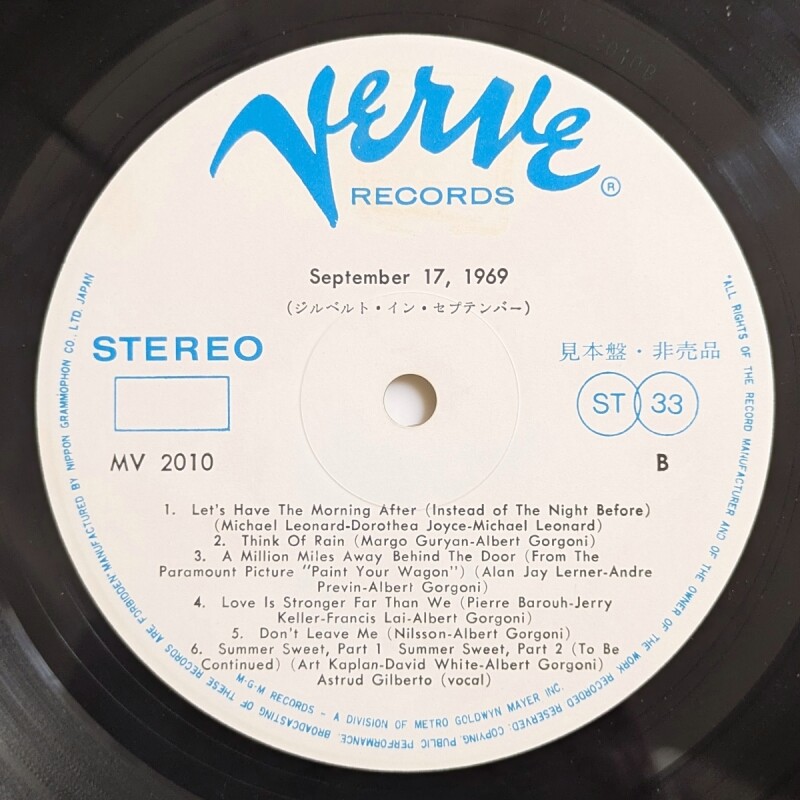 Verve
RECORDS ®
September 17, 1969
(ジルベルト・イン・セプテンバー)
STEREO
見本盤・非売品
ST 33
MV 2010
B
1. Let's Have The Morning After (Instead of The Night Before)
(Michael Leonard-Dorothea Joyce-Michael Leonard)
2. Think Of Rain (Margo Guryan-Albert Gorgoni)
3. A Million Miles Away Behind The Door (From The
Paramount Picture "Paint Your Wagon") (Alan Jay Lerner-Andre
Previn-Albert Gorgoni)
4. Love Is Stronger Far Than We (Pierre Barouh-Jerry
Keller-Francis Lai-Albert Gorgoni)
5. Don't Leave Me (Nilsson-Albert Gorgoni)
6. Summer Sweet, Part 1 Summer Sweet, Part 2 (To Be
Continued) (Art Kaplan-David White-Albert Gorgoni)
Astrud Gilberto (vocal)
M·G·M RECORDS – A DIVISION OF METRO GOLDWYN MAYER INC.
"ALL RIGHTS OF THE RECORD MANUFACTURER AND OF THE OWNER OF THE WORK RECORDED RESERVED. COPYING, PUBLIC PERFORMANCE, BROADCASTING OF THESE RECORDS ARE FORBIDDEN" MANUFACTURED BY NIPPON GRAMMOPHON CO., LTD. JAPAN